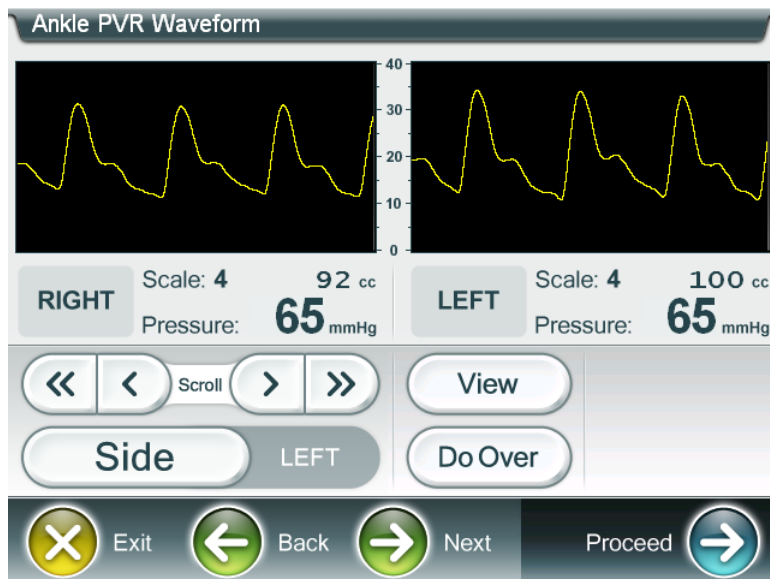 Ankle PVR Waveform
40
30
20
10
0
RIGHT
Scale: 4 92 cc
Pressure: 65 mmHg
LEFT
Scale: 4 100 cc
Pressure: 65 mmHg
Scroll
View
Side LEFT
Do Over
Exit Back Next Proceed